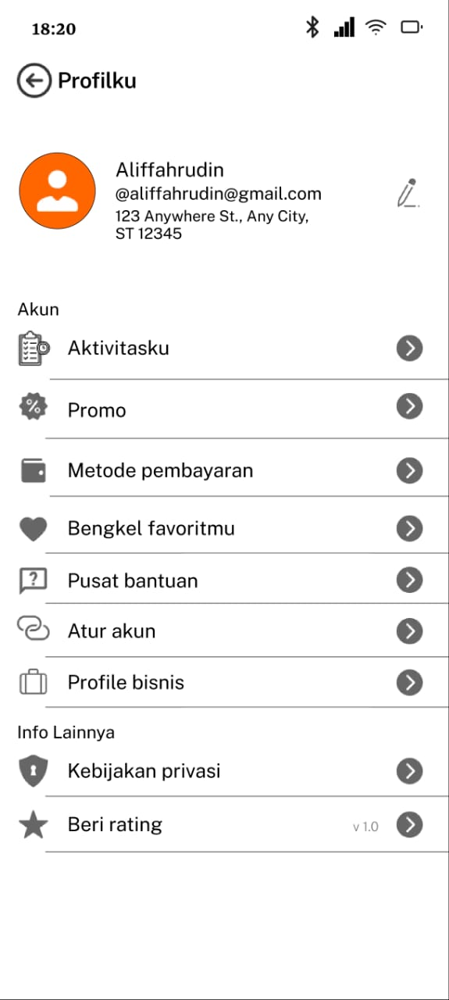 18:20
Profilku
Aliffahrudin
@aliffahrudin@gmail.com
123 Anywhere St., Any City,
ST 12345
Akun
Aktivitasku
Promo
Metode pembayaran
Bengkel favoritmu
Pusat bantuan
Atur akun
Profile bisnis
Info Lainnya
Kebijakan privasi
Beri rating v 1.0